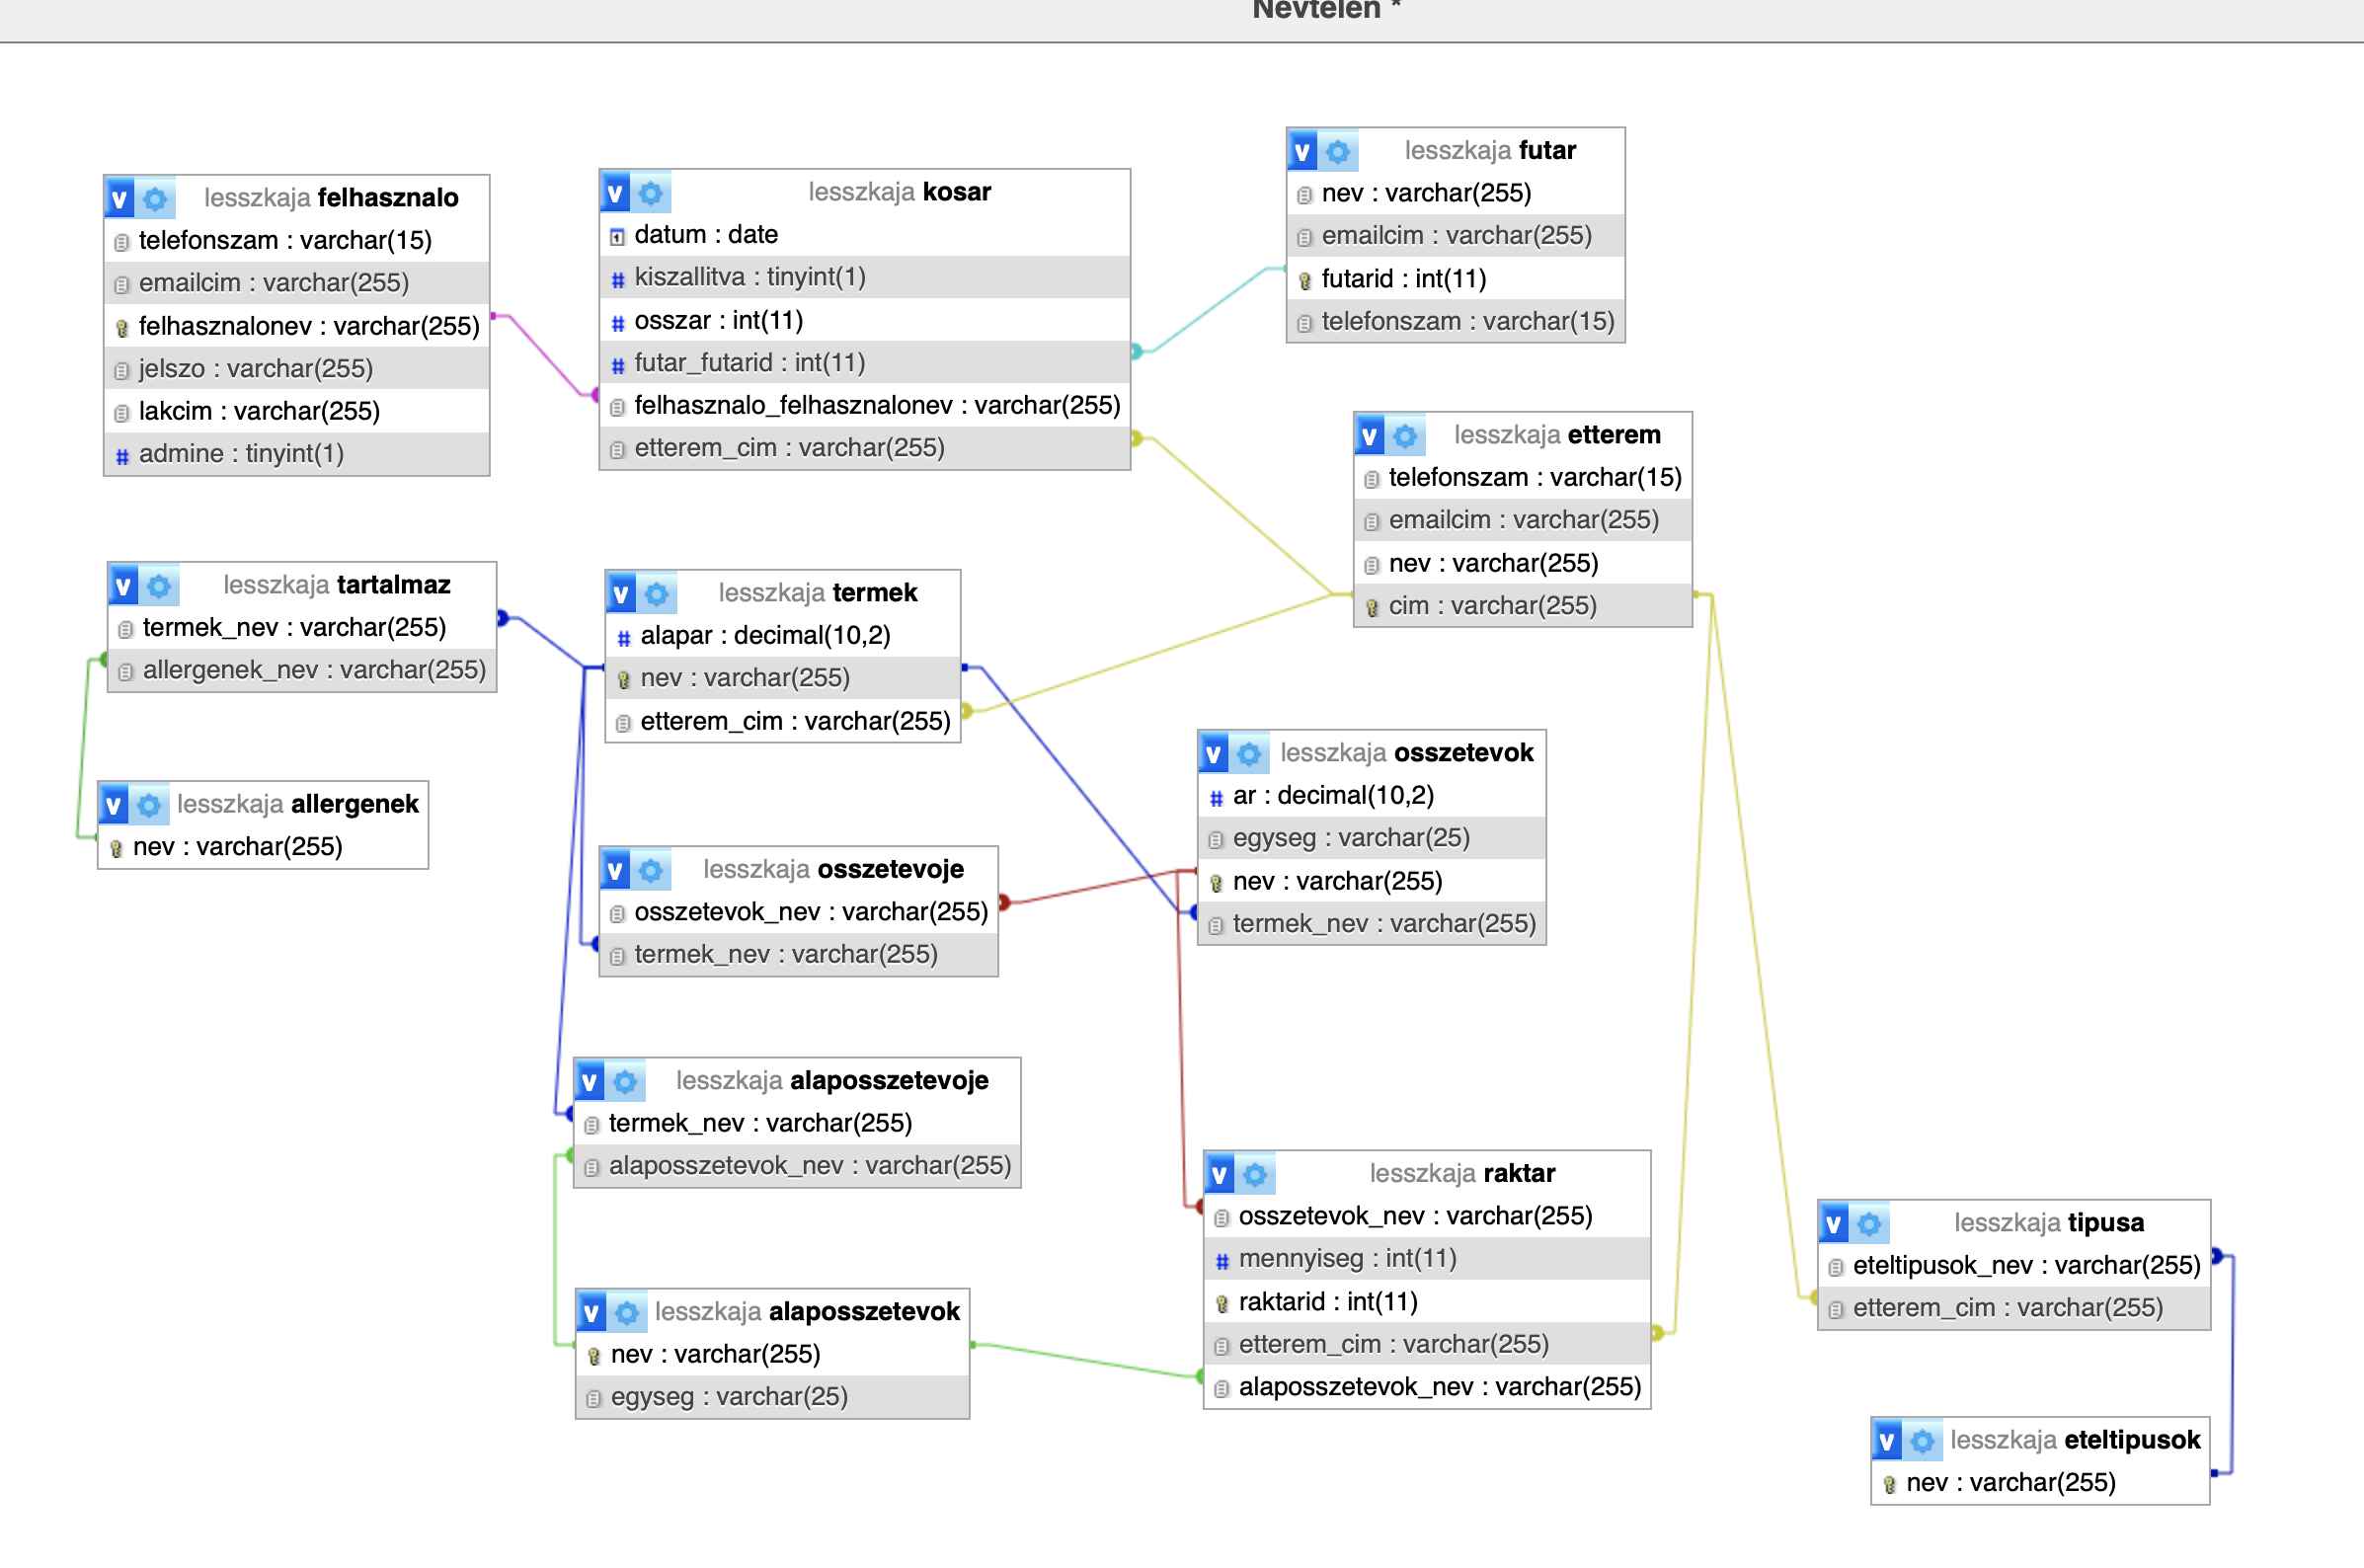 Névtelen *
lesszkaja felhasznalo
telefonszam : varchar(15)
emailcim : varchar(255)
felhasznalonev : varchar(255)
jelszo : varchar(255)
lakcim : varchar(255)
admine : tinyint(1)
lesszkaja kosar
datum : date
kiszallitva : tinyint(1)
osszar : int(11)
futar_futarid : int(11)
felhasznalo_felhasznalonev : varchar(255)
etterem_cim : varchar(255)
lesszkaja futar
nev : varchar(255)
emailcim : varchar(255)
futarid : int(11)
telefonszam : varchar(15)
lesszkaja etterem
telefonszam : varchar(15)
emailcim : varchar(255)
nev : varchar(255)
cim : varchar(255)
lesszkaja tartalmaz
termek_nev : varchar(255)
allergenek_nev : varchar(255)
lesszkaja termek
alapar : decimal(10,2)
nev : varchar(255)
etterem_cim : varchar(255)
lesszkaja allergenek
nev : varchar(255)
lesszkaja osszetevok
ar : decimal(10,2)
egyseg : varchar(25)
nev : varchar(255)
termek_nev : varchar(255)
lesszkaja osszetevoje
osszetevok_nev : varchar(255)
termek_nev : varchar(255)
lesszkaja alaposszetevoje
termek_nev : varchar(255)
alaposszetevok_nev : varchar(255)
lesszkaja raktar
osszetevok_nev : varchar(255)
mennyiseg : int(11)
raktarid : int(11)
etterem_cim : varchar(255)
alaposszetevok_nev : varchar(255)
lesszkaja alaposszetevok
nev : varchar(255)
egyseg : varchar(25)
lesszkaja tipusa
eteltipusok_nev : varchar(255)
etterem_cim : varchar(255)
lesszkaja eteltipusok
nev : varchar(255)